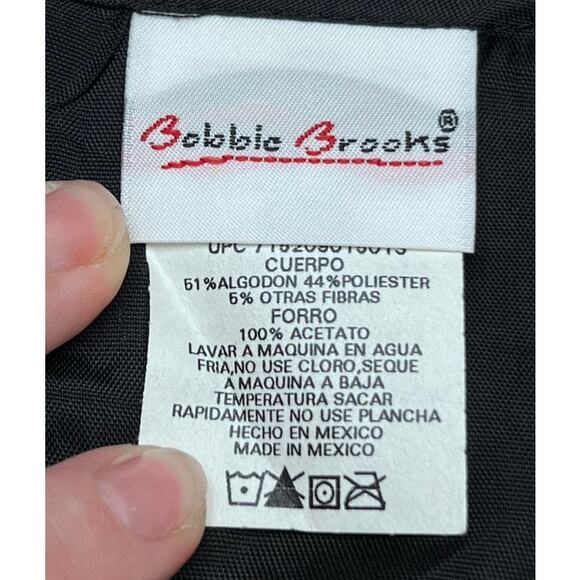 Bobbie Brooks®
UPC
CUERPO
51%ALGODON 44%POLIESTER
5% OTRAS FIBRAS
FORRO
100% ACETATO
LAVAR A MAQUINA EN AGUA
FRIA,NO USE CLORO,SEQUE
A MAQUINA A BAJA
TEMPERATURA SACAR
RAPIDAMENTE NO USE PLANCHA
HECHO EN MEXICO
MADE IN MEXICO